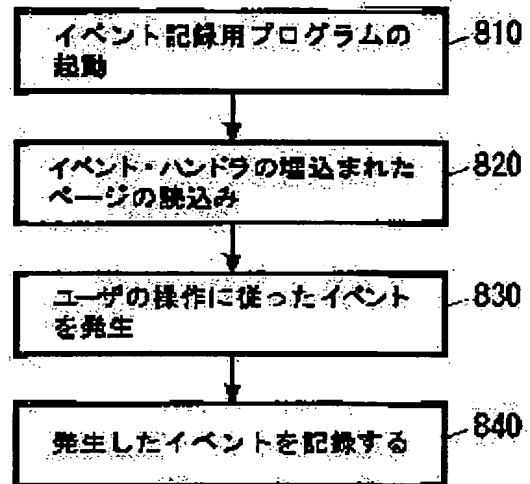 イベント記録用プログラムの
起動
810
イベント・ハンドラの埋込まれた
ページの読込み
820
ユーザの操作に従ったイベント
を発生
830
発生したイベントを記録する
840